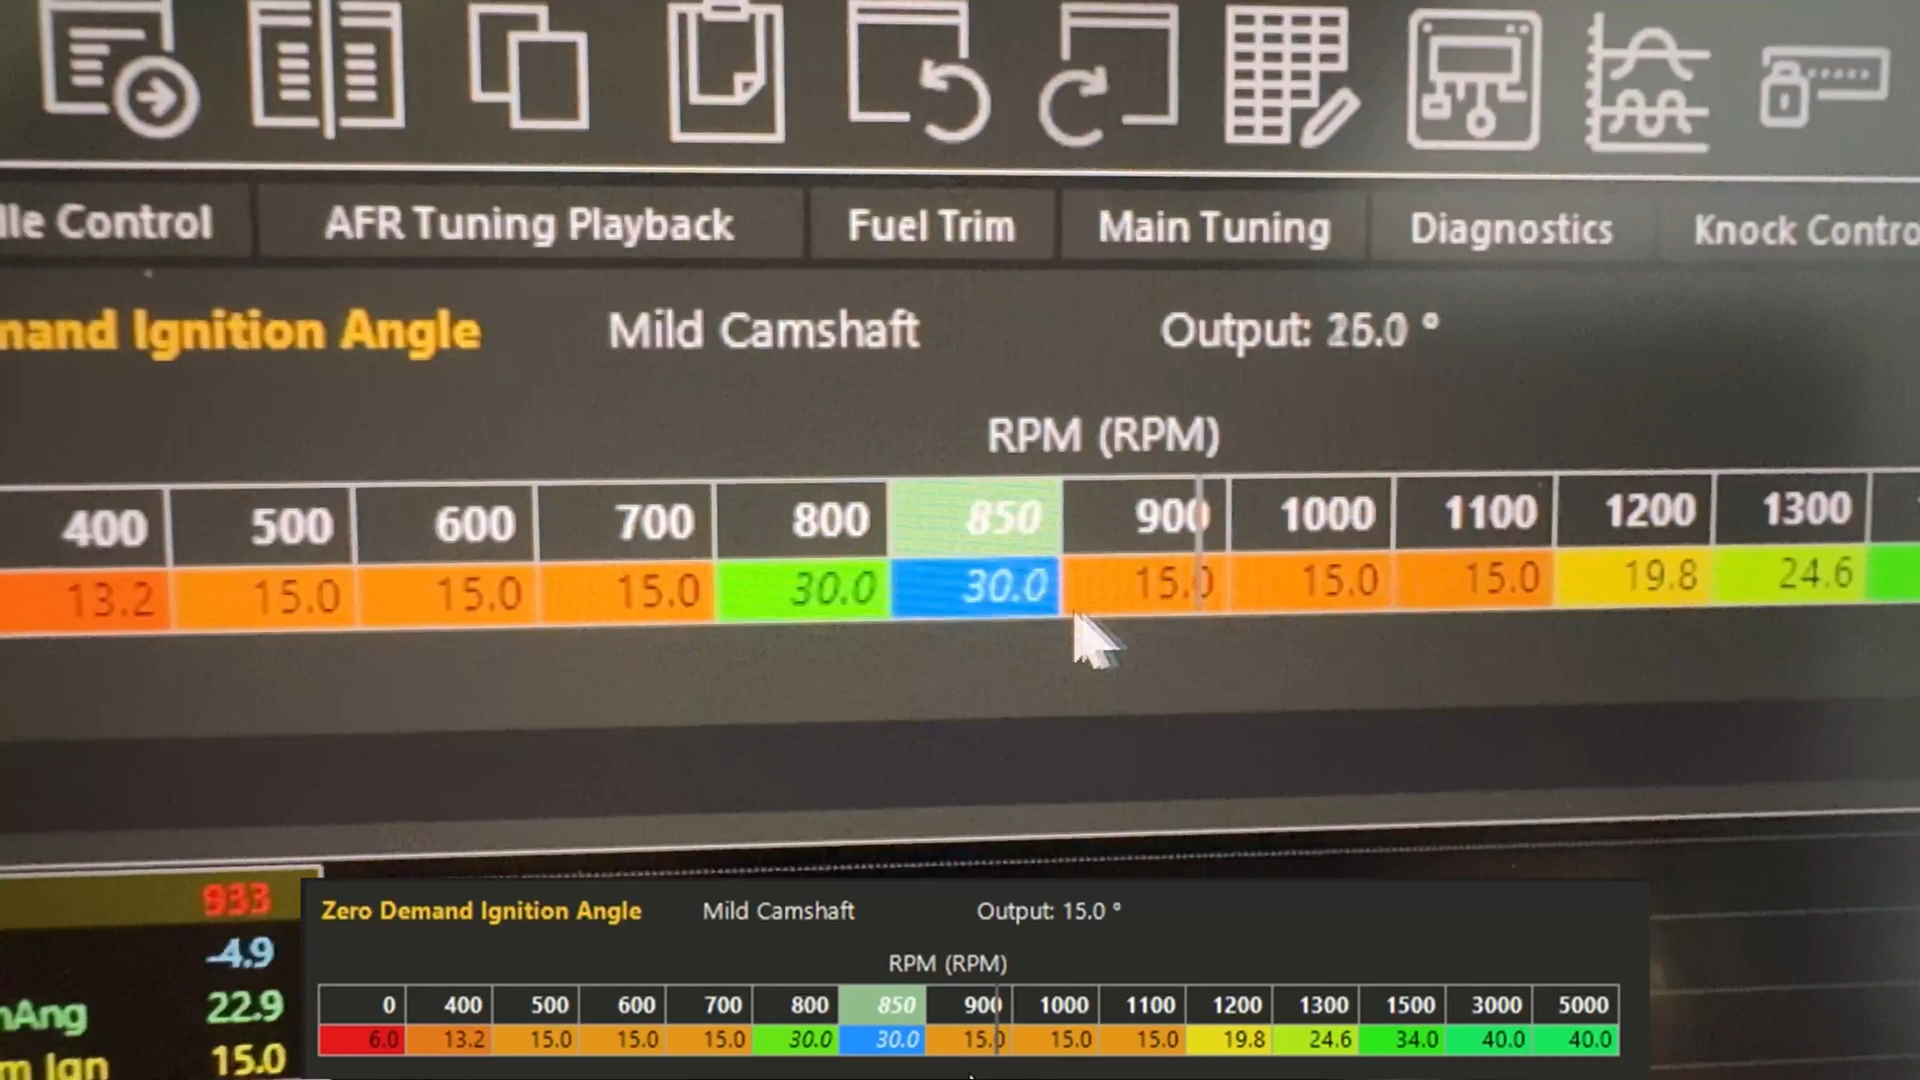 lle Control AFR Tuning Playback Fuel Trim Main Tuning Diagnostics Knock Contro
mand Ignition Angle Mild Camshaft Output: °
RPM (RPM)
400 500 600 700 800 850 900 1000 1100 1200 1300
13.2 15.0 15.0 15.0 30.0 30.0 15.0 15.0 15.0 19.8 24.6
933
-4.9
nAng 22.9
m Ign 15.0
Zero Demand Ignition Angle Mild Camshaft Output: 15.0 °
RPM (RPM)
0 400 500 600 700 800 850 900 1000 1100 1200 1300 1500 3000 5000
6.0 13.2 15.0 15.0 15.0 30.0 30.0 15.0 15.0 15.0 19.8 24.6 34.0 40.0 40.0